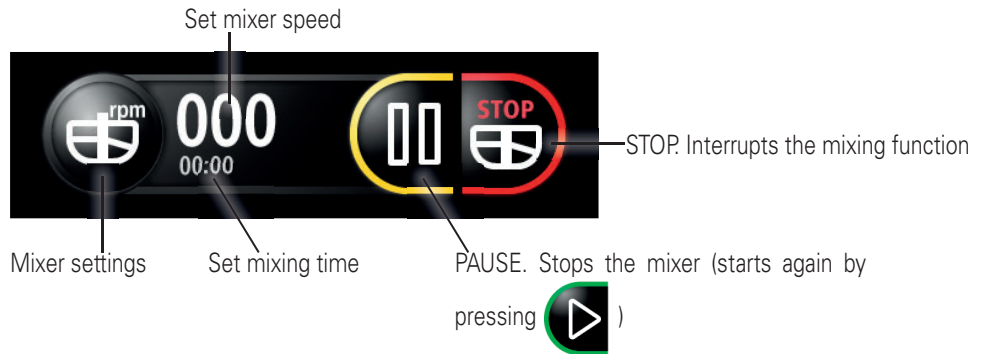 Set mixer speed
rpm
000
00:00
STOP
STOP. Interrupts the mixing function
Mixer settings
Set mixing time
PAUSE. Stops the mixer (starts again by
pressing )